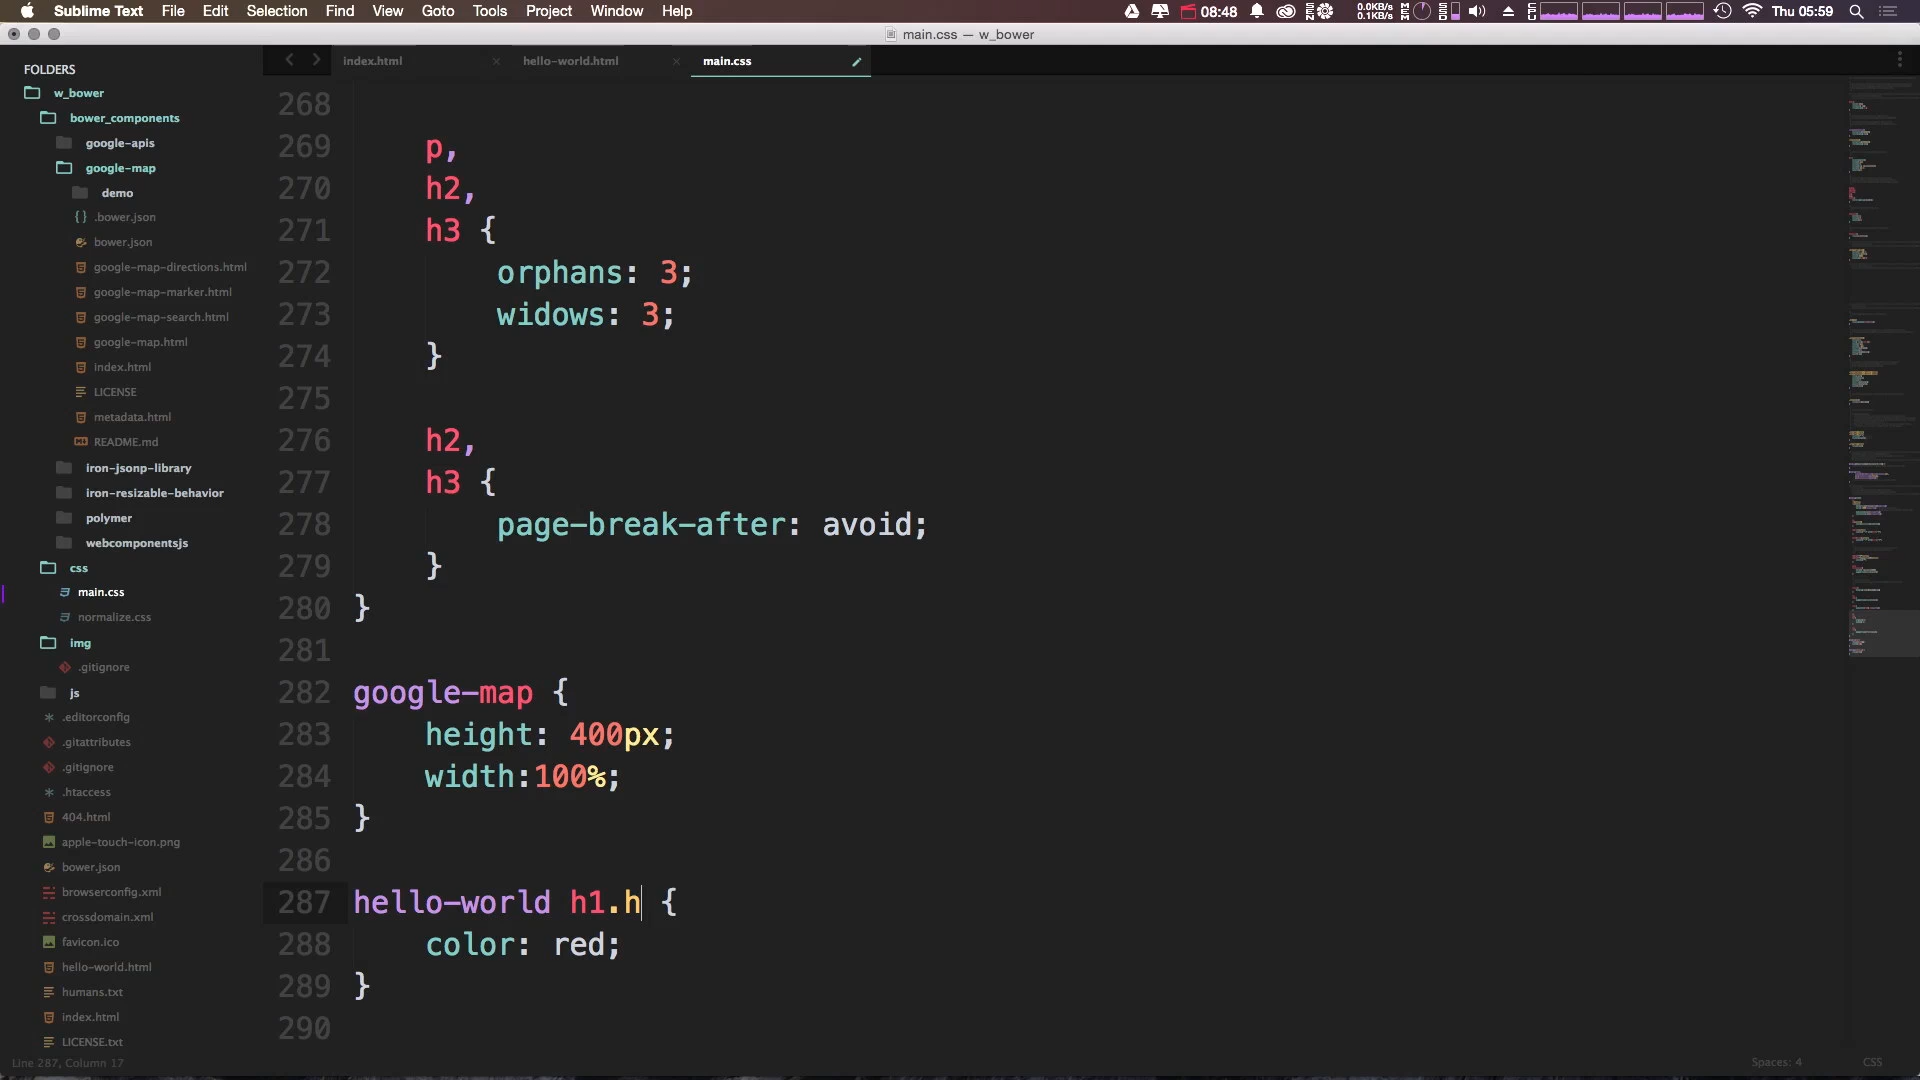 Sublime Text File Edit Selection Find View Goto Tools Project Window Help
08:48 0.0KB/s 0.1KB/s Thu 05:59
main.css — w_bower
FOLDERS
w_bower
bower_components
google-apis
google-map
demo
.bower.json
bower.json
google-map-directions.html
google-map-marker.html
google-map-search.html
google-map.html
index.html
LICENSE
metadata.html
README.md
iron-jsonp-library
iron-resizable-behavior
polymer
webcomponentsjs
css
main.css
normalize.css
img
.gitignore
js
.editorconfig
.gitattributes
.gitignore
.htaccess
404.html
apple-touch-icon.png
bower.json
browserconfig.xml
crossdomain.xml
favicon.ico
hello-world.html
humans.txt
index.html
LICENSE.txt
index.html hello-world.html main.css
268
269 p,
270 h2,
271 h3 {
272 orphans: 3;
273 widows: 3;
274 }
275
276 h2,
277 h3 {
278 page-break-after: avoid;
279 }
280 }
281
282 google-map {
283 height: 400px;
284 width:100%;
285 }
286
287 hello-world h1.h {
288 color: red;
289 }
290
Line 287, Column 17 Spaces: 4 CSS